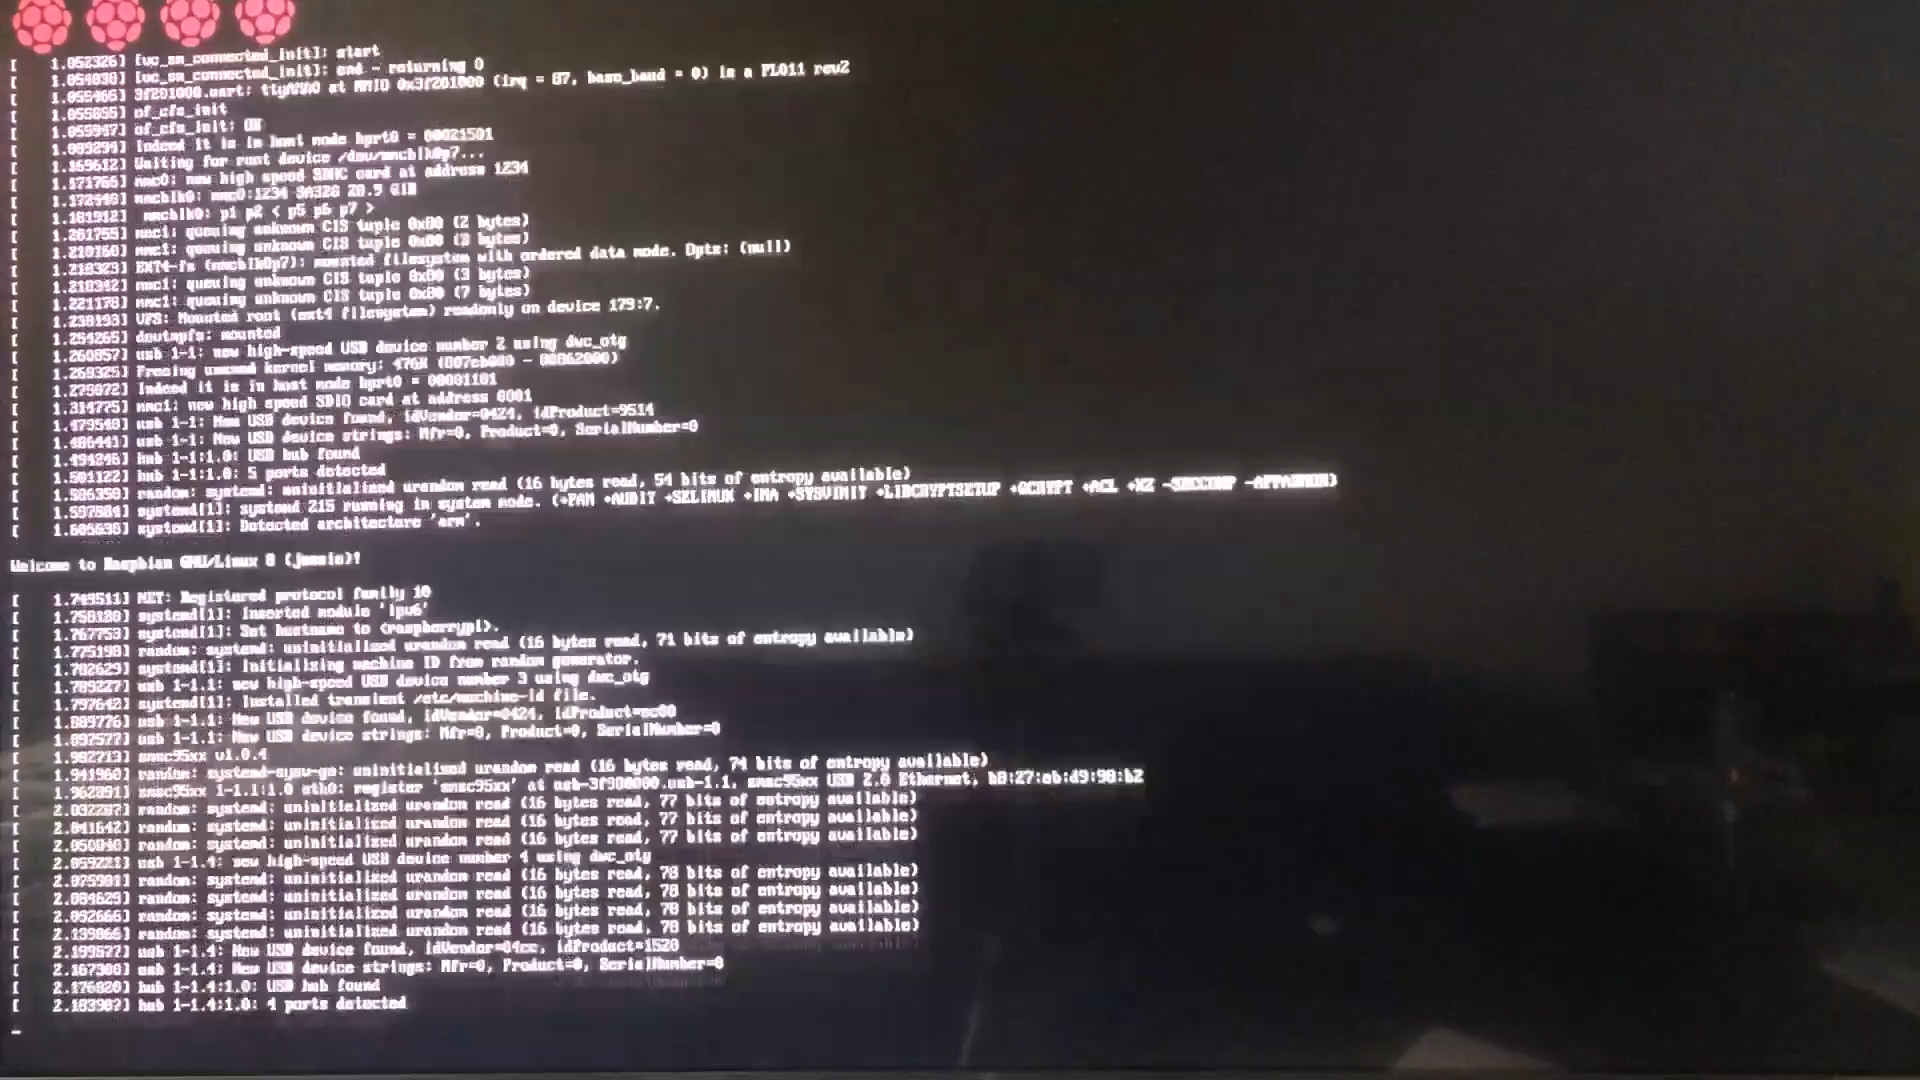 [    1.052326] [vc_sm_connected_init]: start
[    1.054030] [vc_sm_connected_init]: end - returning 0
[    1.055466] 3f201000.uart: ttyAMA0 at MMIO 0x3f201000 (irq = 87, base_baud = 0) is a PL011 rev2
[    1.055855] of_cfs_init
[    1.055947] of_cfs_init: OK
[    1.083294] Indeed it is in host mode hprt0 = 00021501
[    1.169612] Waiting for root device /dev/mmcblk0p7...
[    1.171766] mmc0: new high speed SDHC card at address 1234
[    1.172548] mmcblk0: mmc0:1234 SA32G 28.9 GiB
[    1.181912]  mmcblk0: p1 p2 < p5 p6 p7 >
[    1.201755] mmc1: queuing unknown CIS tuple 0x80 (2 bytes)
[    1.210160] mmc1: queuing unknown CIS tuple 0x80 (3 bytes)
[    1.218323] EXT4-fs (mmcblk0p7): mounted filesystem with ordered data mode. Opts: (null)
[    1.218342] mmc1: queuing unknown CIS tuple 0x80 (3 bytes)
[    1.221178] mmc1: queuing unknown CIS tuple 0x80 (7 bytes)
[    1.238193] VFS: Mounted root (ext4 filesystem) readonly on device 179:7.
[    1.254265] devtmpfs: mounted
[    1.260857] usb 1-1: new high-speed USB device number 2 using dwc_otg
[    1.269325] Freeing unused kernel memory: 476K (807eb000 - 80862000)
[    1.275072] Indeed it is in host mode hprt0 = 00001101
[    1.314775] mmc1: new high speed SDIO card at address 0001
[    1.479540] usb 1-1: New USB device found, idVendor=0424, idProduct=9514
[    1.486441] usb 1-1: New USB device strings: Mfr=0, Product=0, SerialNumber=0
[    1.494246] hub 1-1:1.0: USB hub found
[    1.501122] hub 1-1:1.0: 5 ports detected
[    1.586350] random: systemd: uninitialized urandom read (16 bytes read, 54 bits of entropy available)
[    1.597884] systemd[1]: systemd 215 running in system mode. (+PAM +AUDIT +SELINUX +IMA +SYSVINIT +LIBCRYPTSETUP +GCRYPT +ACL +XZ -SECCOMP -APPARMOR)
[    1.605638] systemd[1]: Detected architecture 'arm'.
Welcome to Raspbian GNU/Linux 8 (jessie)!
[    1.749511] NET: Registered protocol family 10
[    1.758180] systemd[1]: Inserted module 'ipv6'
[    1.767753] systemd[1]: Set hostname to <raspberrypi>.
[    1.775198] random: systemd: uninitialized urandom read (16 bytes read, 71 bits of entropy available)
[    1.782629] systemd[1]: Initializing machine ID from random generator.
[    1.789227] usb 1-1.1: new high-speed USB device number 3 using dwc_otg
[    1.797642] systemd[1]: Installed transient /etc/machine-id file.
[    1.889776] usb 1-1.1: New USB device found, idVendor=0424, idProduct=ec00
[    1.897577] usb 1-1.1: New USB device strings: Mfr=0, Product=0, SerialNumber=0
[    1.902713] smsc95xx v1.0.4
[    1.941960] random: systemd-sysv-ge: uninitialized urandom read (16 bytes read, 74 bits of entropy available)
[    1.962891] smsc95xx 1-1.1:1.0 eth0: register 'smsc95xx' at usb-3f980000.usb-1.1, smsc95xx USB 2.0 Ethernet, b8:27:eb:d9:98:b2
[    2.032287] random: systemd: uninitialized urandom read (16 bytes read, 77 bits of entropy available)
[    2.041642] random: systemd: uninitialized urandom read (16 bytes read, 77 bits of entropy available)
[    2.050840] random: systemd: uninitialized urandom read (16 bytes read, 77 bits of entropy available)
[    2.059221] usb 1-1.4: new high-speed USB device number 4 using dwc_otg
[    2.075901] random: systemd: uninitialized urandom read (16 bytes read, 78 bits of entropy available)
[    2.084629] random: systemd: uninitialized urandom read (16 bytes read, 78 bits of entropy available)
[    2.092666] random: systemd: uninitialized urandom read (16 bytes read, 78 bits of entropy available)
[    2.139866] random: systemd: uninitialized urandom read (16 bytes read, 78 bits of entropy available)
[    2.159527] usb 1-1.4: New USB device found, idVendor=04cc, idProduct=1520
[    2.167300] usb 1-1.4: New USB device strings: Mfr=0, Product=0, SerialNumber=0
[    2.176020] hub 1-1.4:1.0: USB hub found
[    2.183907] hub 1-1.4:1.0: 4 ports detected